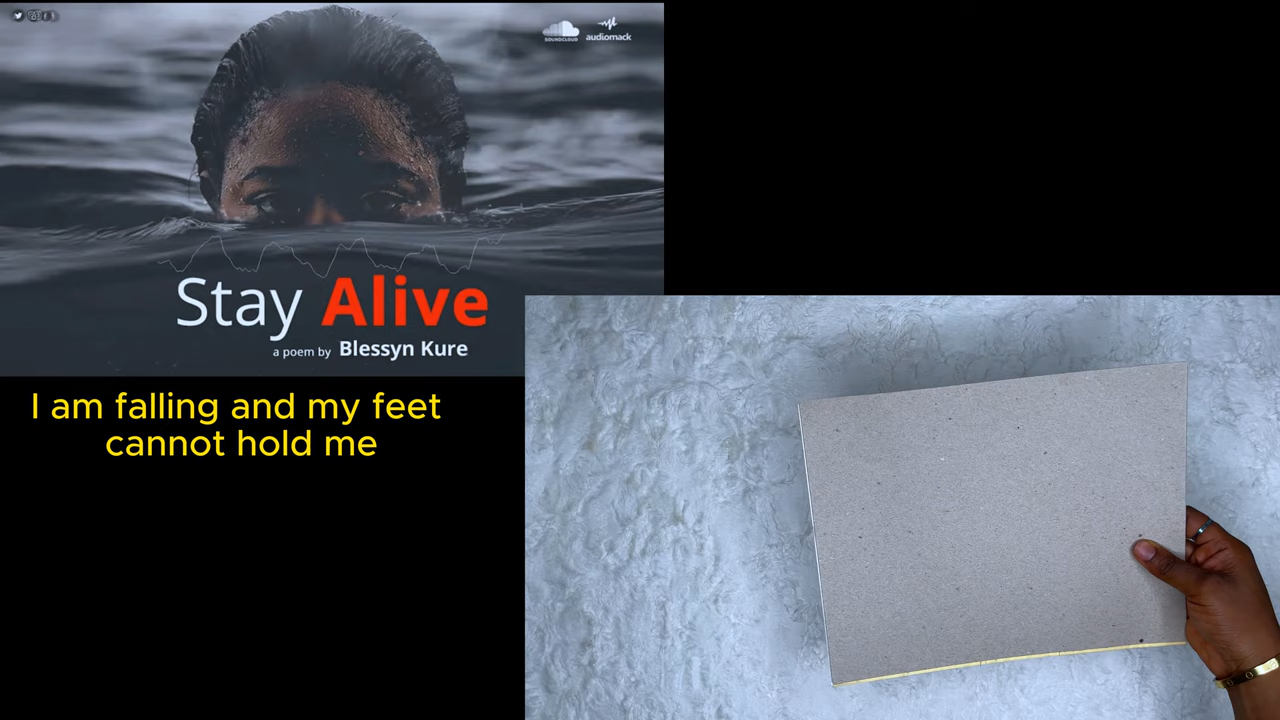 SOUNDCLOUD
audiomack
Stay Alive
a poem by Blessyn Kure
I am falling and my feet
cannot hold me